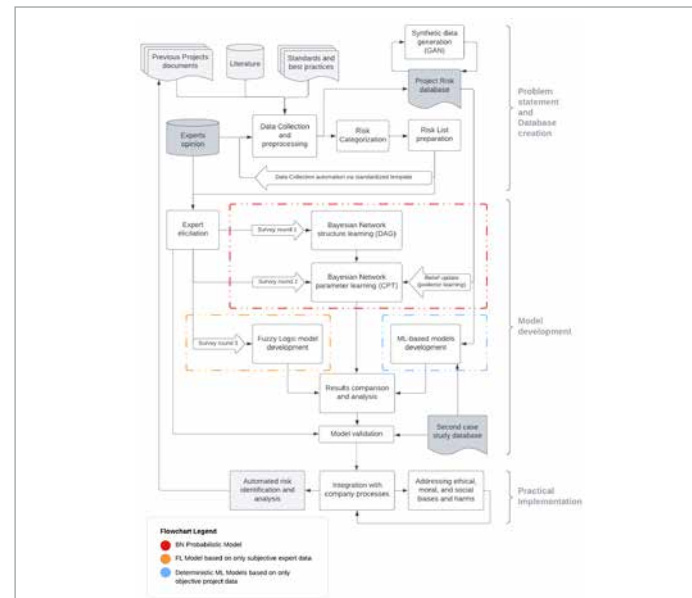 Synthetic data
generation
(GAN)
Previous Projects
documents
Literature
Standards and
best practices
Project Risk
database
Problem
statement
and
Database
creation
Experts
opinion
Data Collection
and
preprocessing
Risk
Categorization
Risk List
preparation
Data Collection automation via standardized template
Expert
elicitation
Survey round 1
Bayesian Network
structure learning (DAG)
Survey round 2
Bayesian Network
parameter learning (CPT)
Belief update
(posterior learning)
Model
development
Survey round 3
Fuzzy Logic model
development
ML-based models
development
Results comparison
and analysis
Second case
study database
Model validation
Automated risk
identification and
analysis
Integration with
company processes
Addressing ethical,
moral, and social
biases and harms
Practical
Implementation
Flowchart Legend
BN Probabilistic Model
FL Model based on only subjective expert data
Deterministic ML Models based on only
objective project data